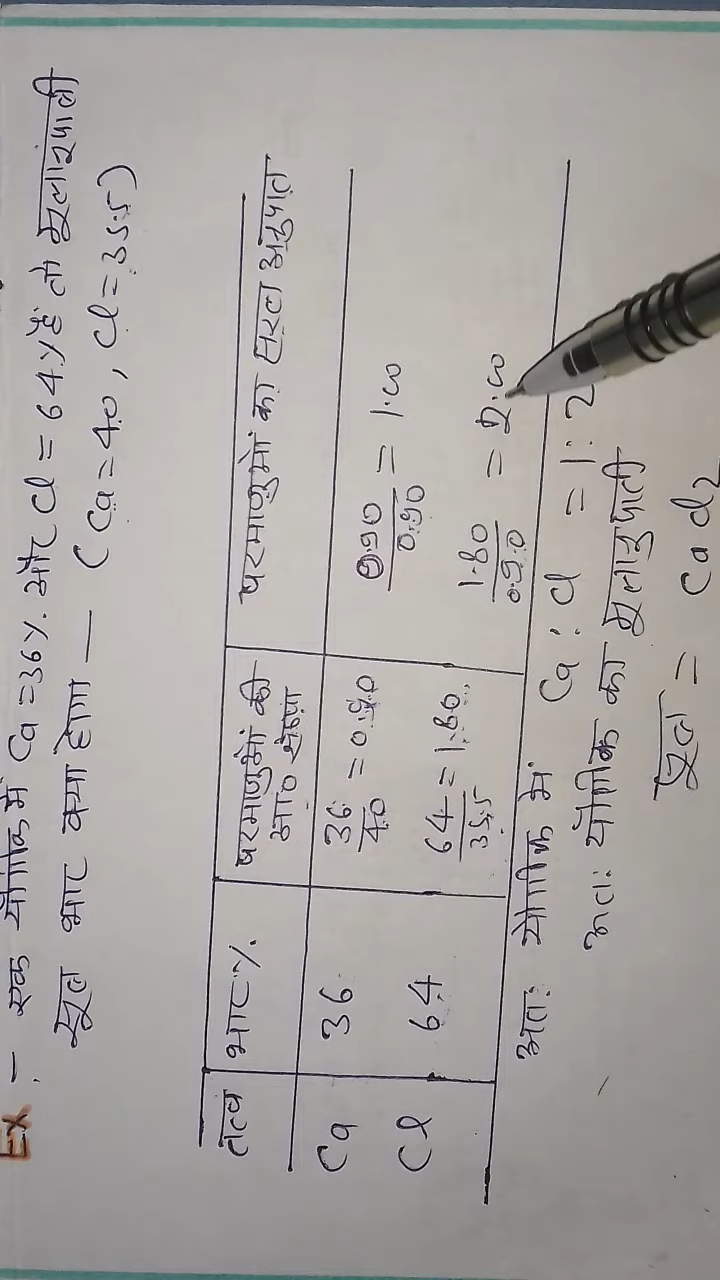 Ex. - एक यौगिक में Ca = 36%. और Cl = 64% हैं तो मूलानुपाती
सूत्र भार क्या होगा — (Ca = 40, Cl = 35.5)
तत्व भार%. परमाणुओं की परमाणुओं का सरल अनुपात
Ca 36 36/40 = 0.90 0.90/0.90 = 1.00
Cl 64 64/35.5 = 1.80 1.80/0.90 = 2.00
अतः यौगिक में Ca : Cl = 1 : 2
अतः यौगिक का मूलानुपाती
सूत्र = CaCl2